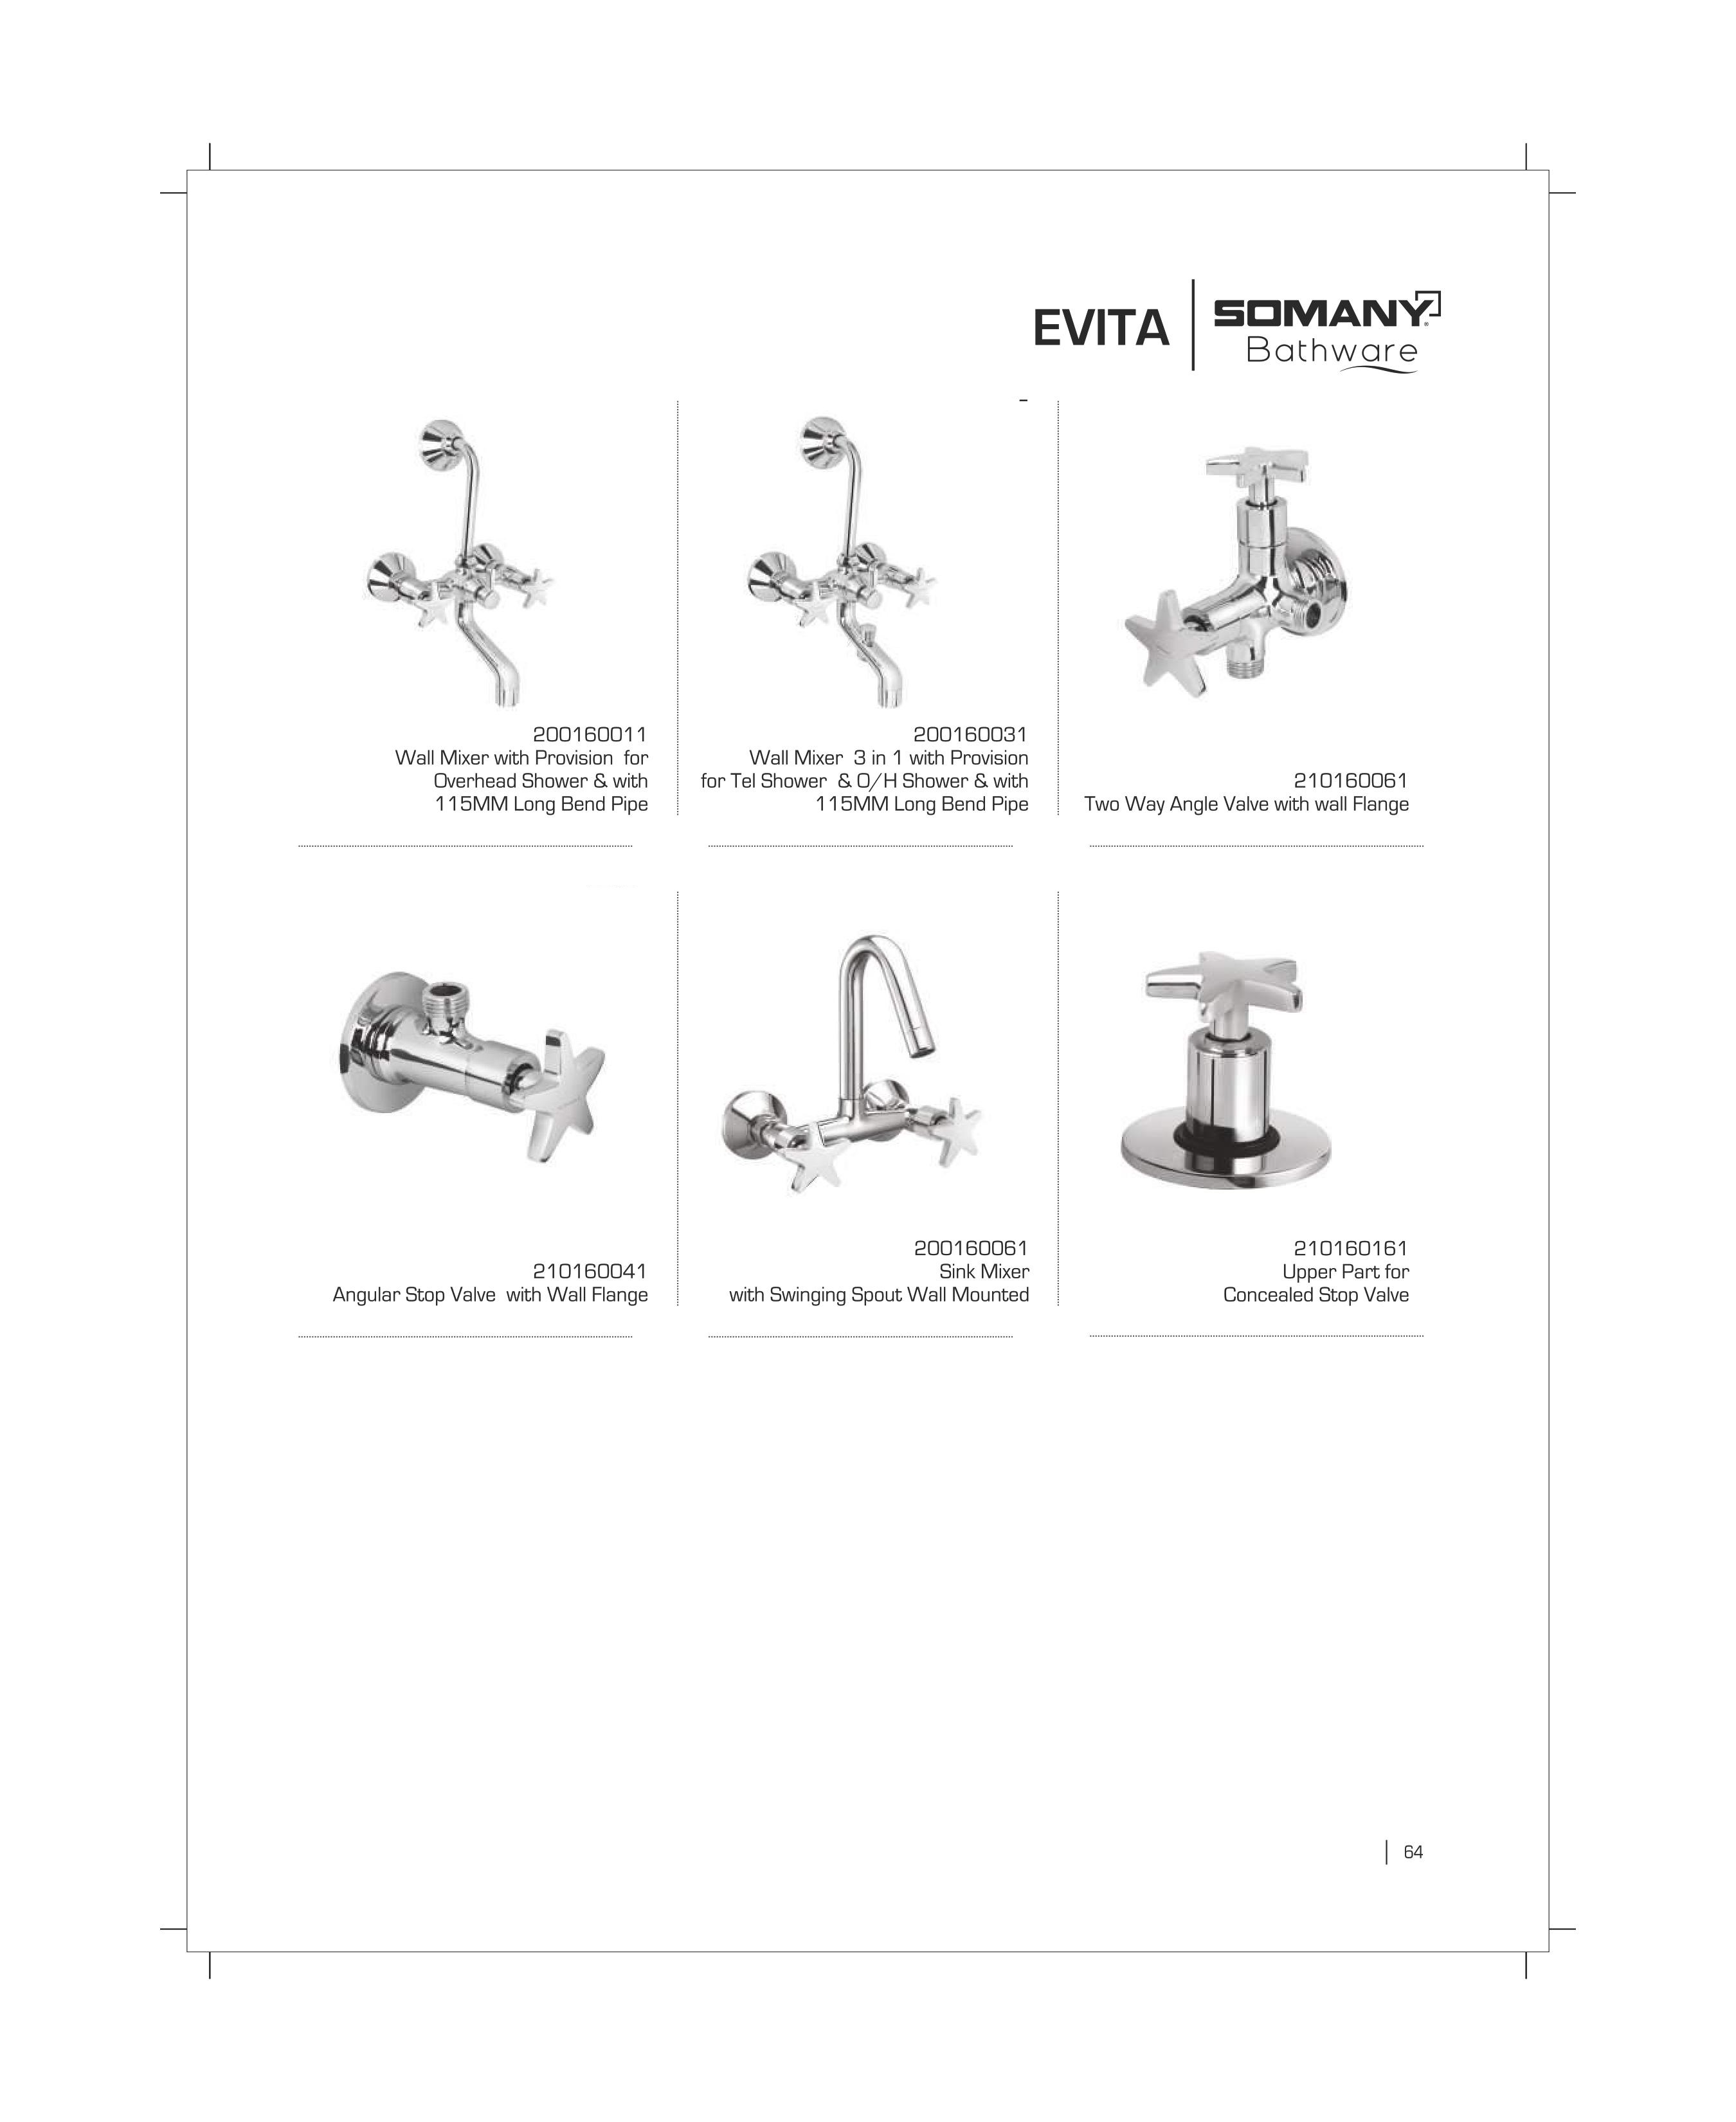 EVITA
SOMANY
Bathware
200160011
Wall Mixer with Provision for
Overhead Shower & with
115MM Long Bend Pipe
200160031
Wall Mixer 3 in 1 with Provision
for Tel Shower & O/H Shower & with
115MM Long Bend Pipe
210160061
Two Way Angle Valve with wall Flange
210160041
Angular Stop Valve with Wall Flange
200160061
Sink Mixer
with Swinging Spout Wall Mounted
210160161
Upper Part for
Concealed Stop Valve
64